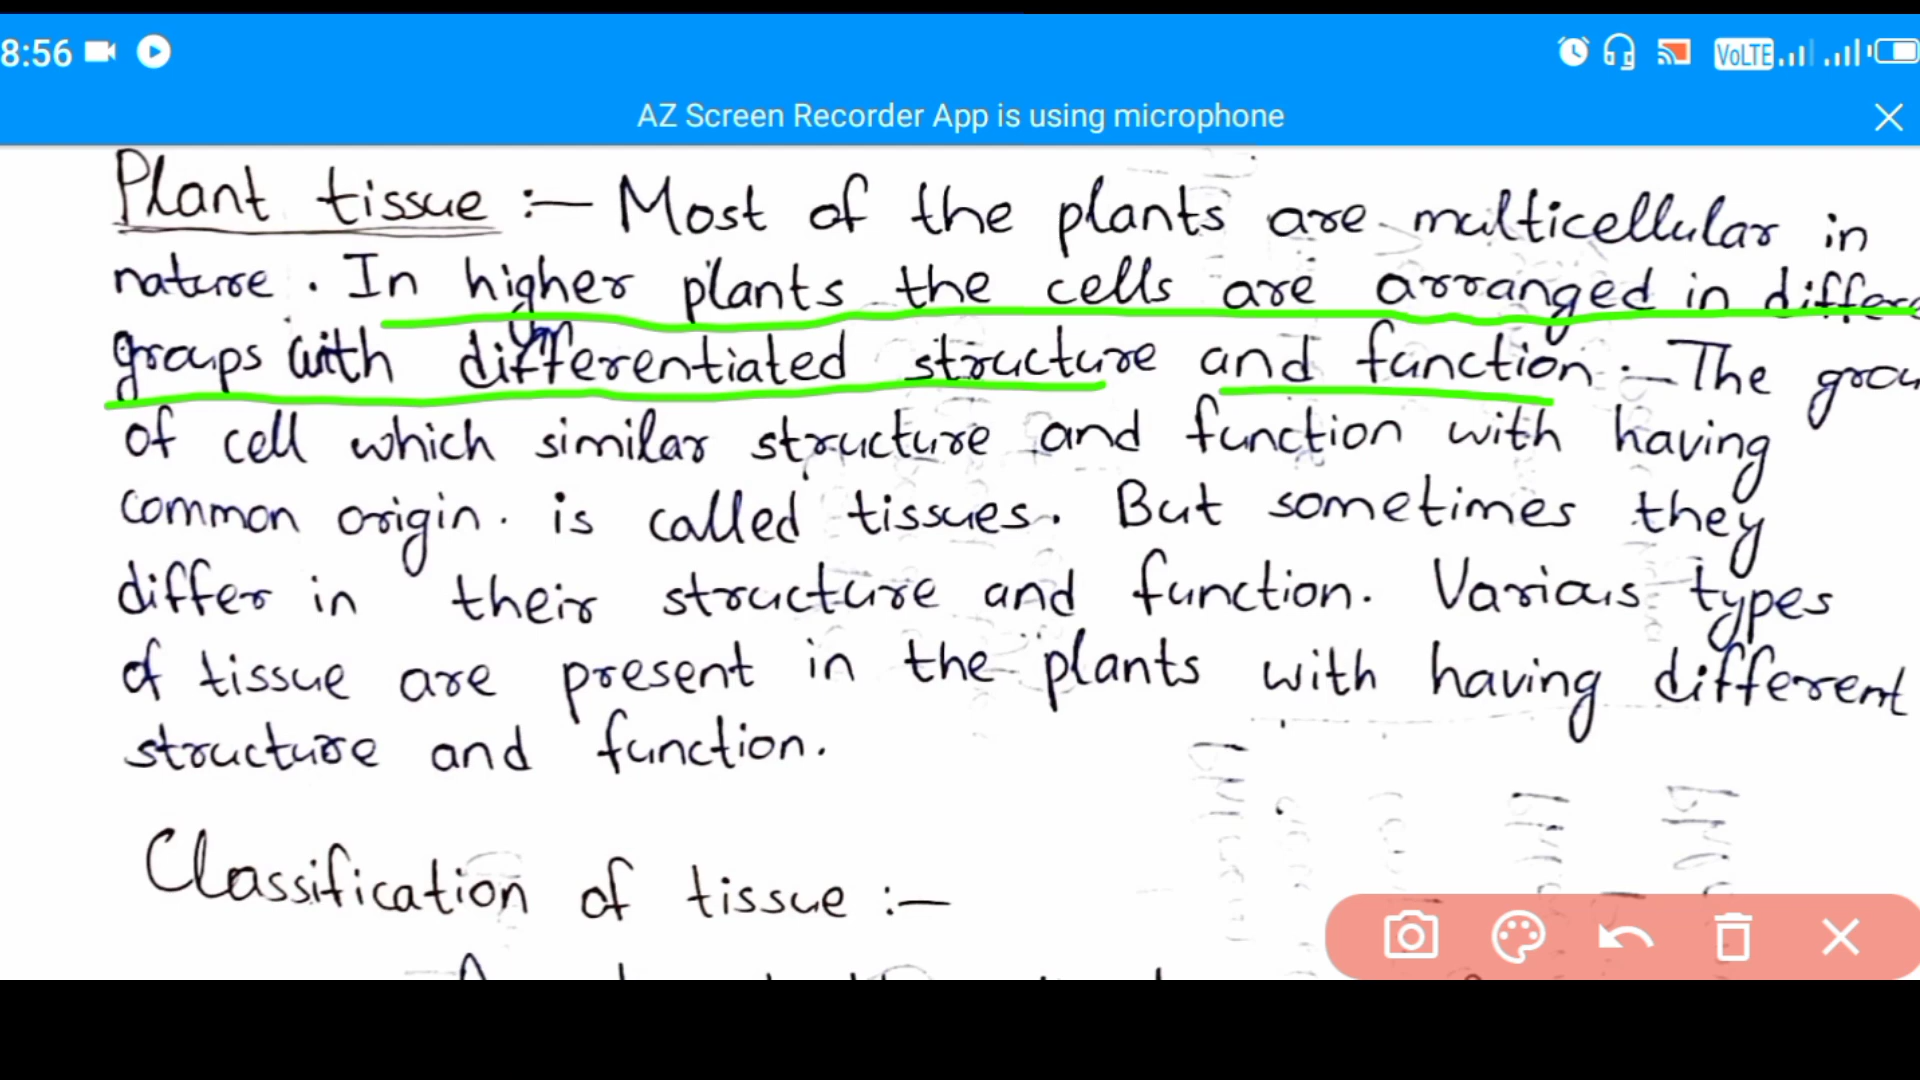 8:56 VoLTE
AZ Screen Recorder App is using microphone
Plant tissue :- Most of the plants are multicellular in
nature. In higher plants the cells are arranged in differe
groups with differentiated structure and function. - The grou
of cell which similar structure and function with having
common origin. is called tissues. But sometimes they
differ in their structure and function. Various types
of tissue are present in the plants with having different
structure and function.
Classification of tissue :-